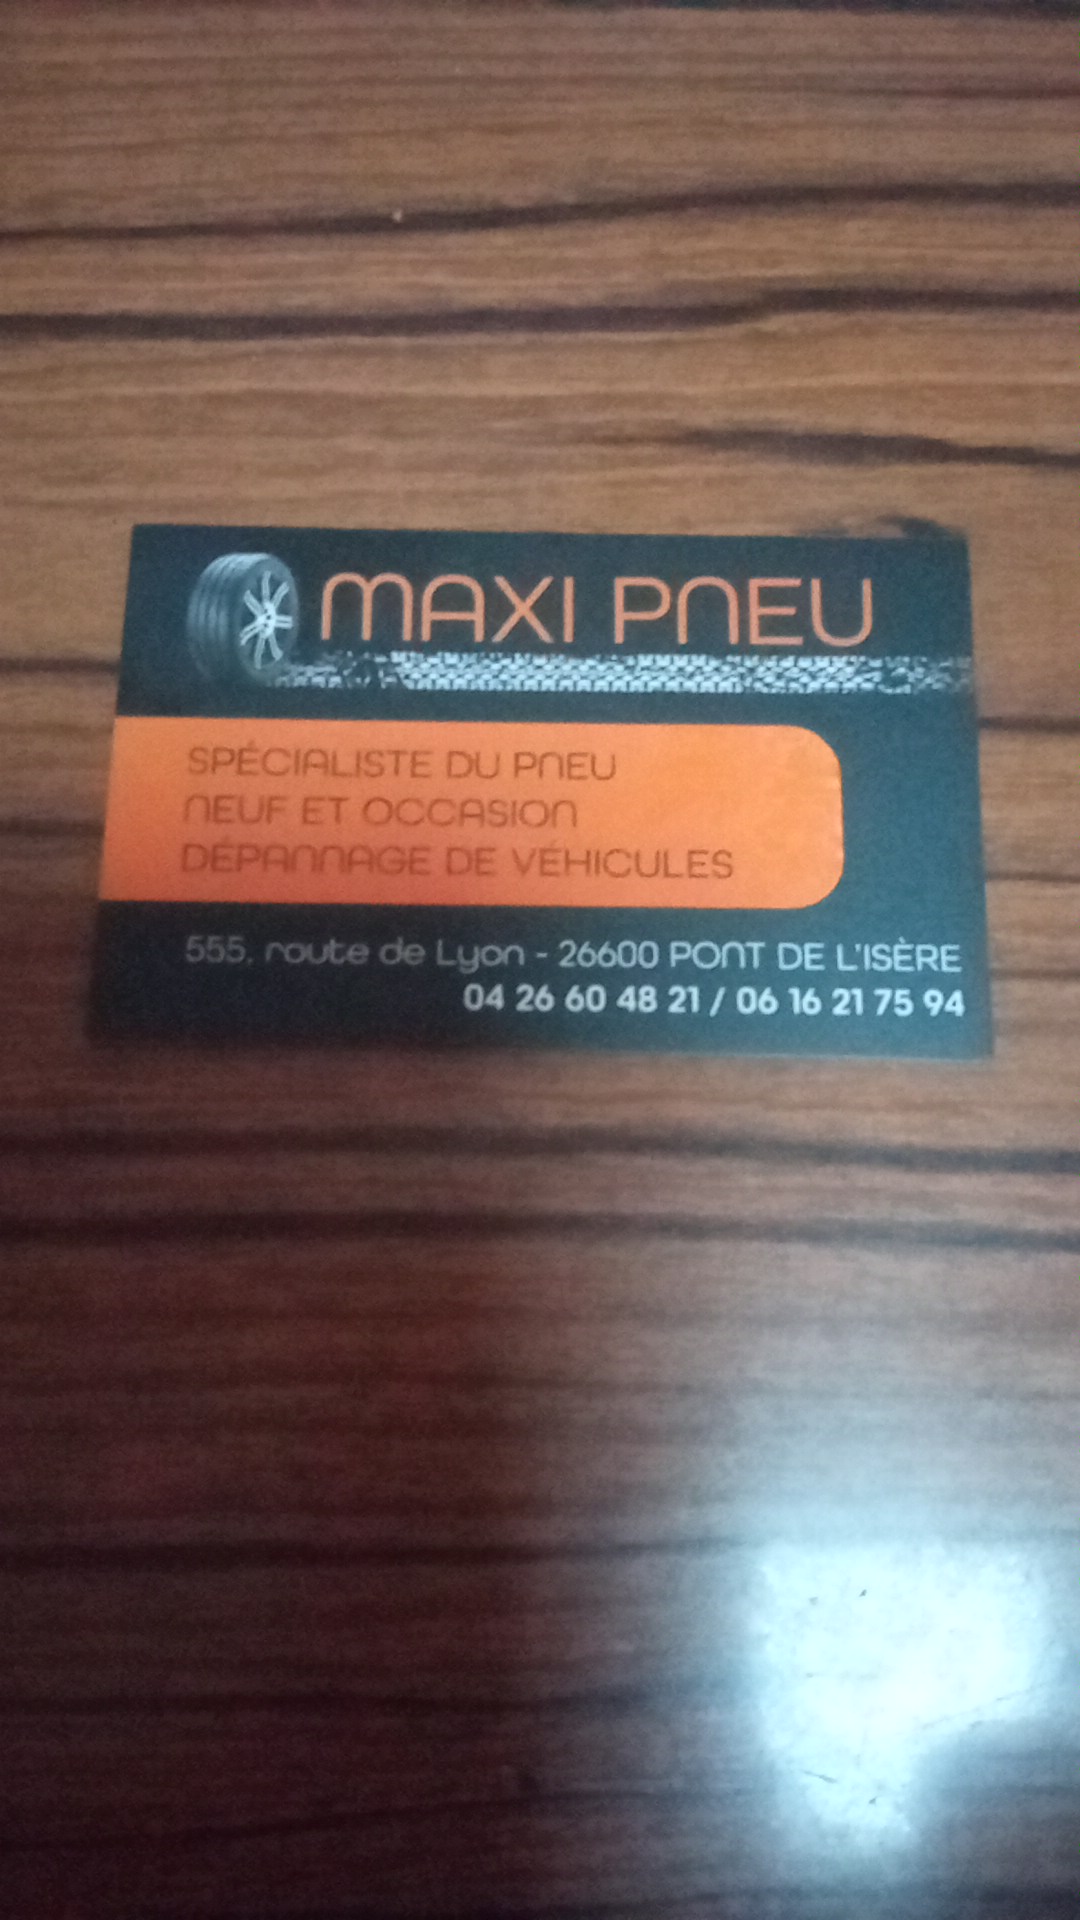 MAXI PNEU
SPÉCIALISTE DU PNEU
NEUF ET OCCASION
DÉPANNAGE DE VÉHICULES
555, route de Lyon - 26600 PONT DE L'ISÈRE
04 26 60 48 21 / 06 16 21 75 94